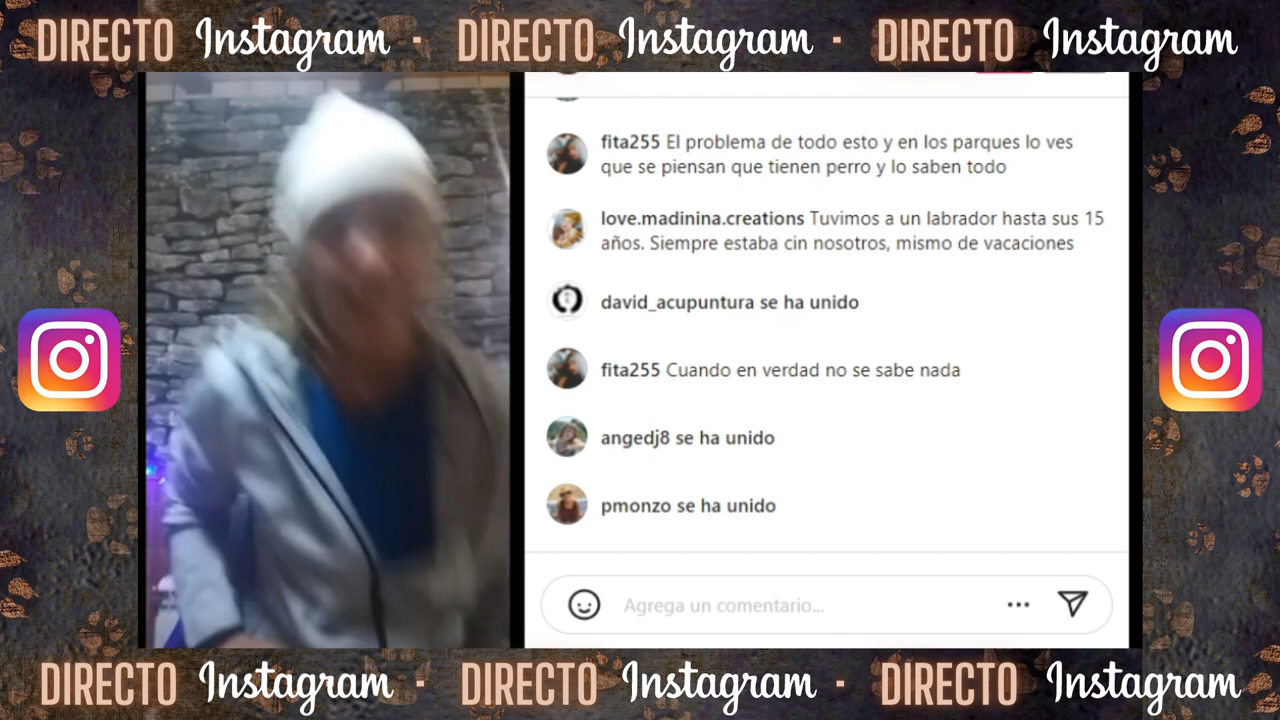 DIRECTO Instagram · DIRECTO Instagram · DIRECTO Instagram
fita255 El problema de todo esto y en los parques lo ves
que se piensan que tienen perro y lo saben todo
love.madinina.creations Tuvimos a un labrador hasta sus 15
años. Siempre estaba cin nosotros, mismo de vacaciones
david_acupuntura se ha unido
fita255 Cuando en verdad no se sabe nada
angedj8 se ha unido
pmonzo se ha unido
Agrega un comentario...
DIRECTO Instagram · DIRECTO Instagram · DIRECTO Instagram